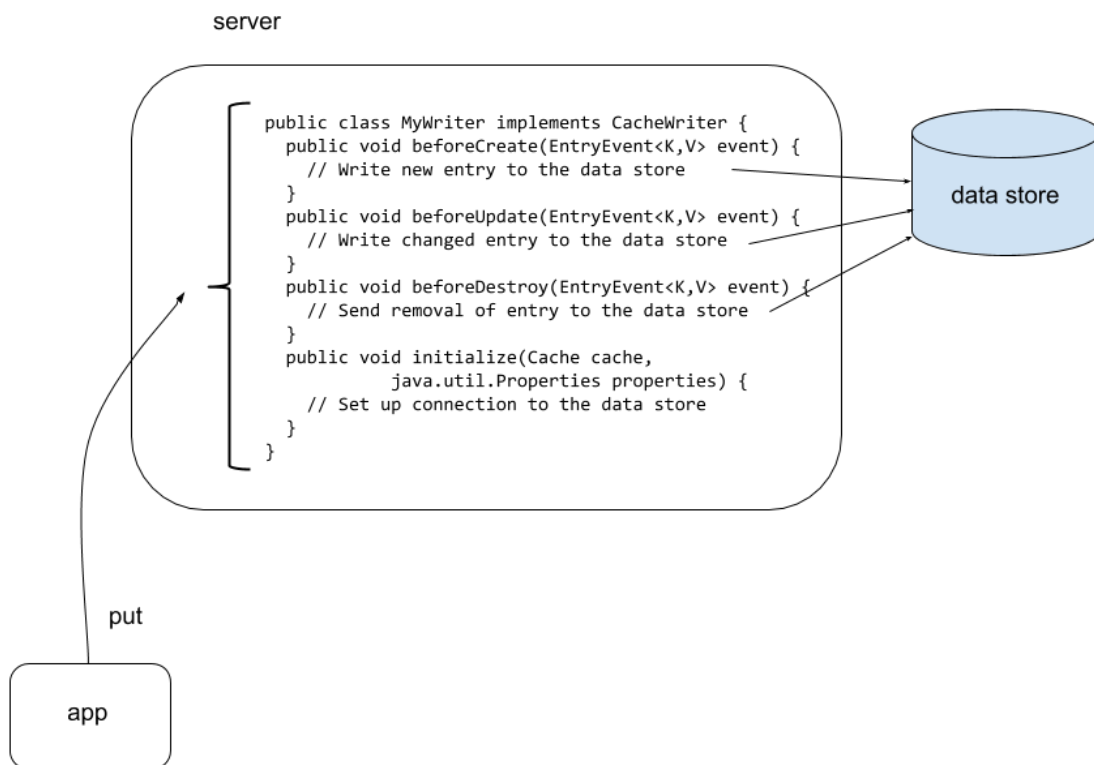 server
public class MyWriter implements CacheWriter {
  public void beforeCreate(EntryEvent<K,V> event) {
    // Write new entry to the data store
  }
  public void beforeUpdate(EntryEvent<K,V> event) {
    // Write changed entry to the data store
  }
  public void beforeDestroy(EntryEvent<K,V> event) {
    // Send removal of entry to the data store
  }
  public void initialize(Cache cache,
            java.util.Properties properties) {
    // Set up connection to the data store
  }
}
data store
put
app